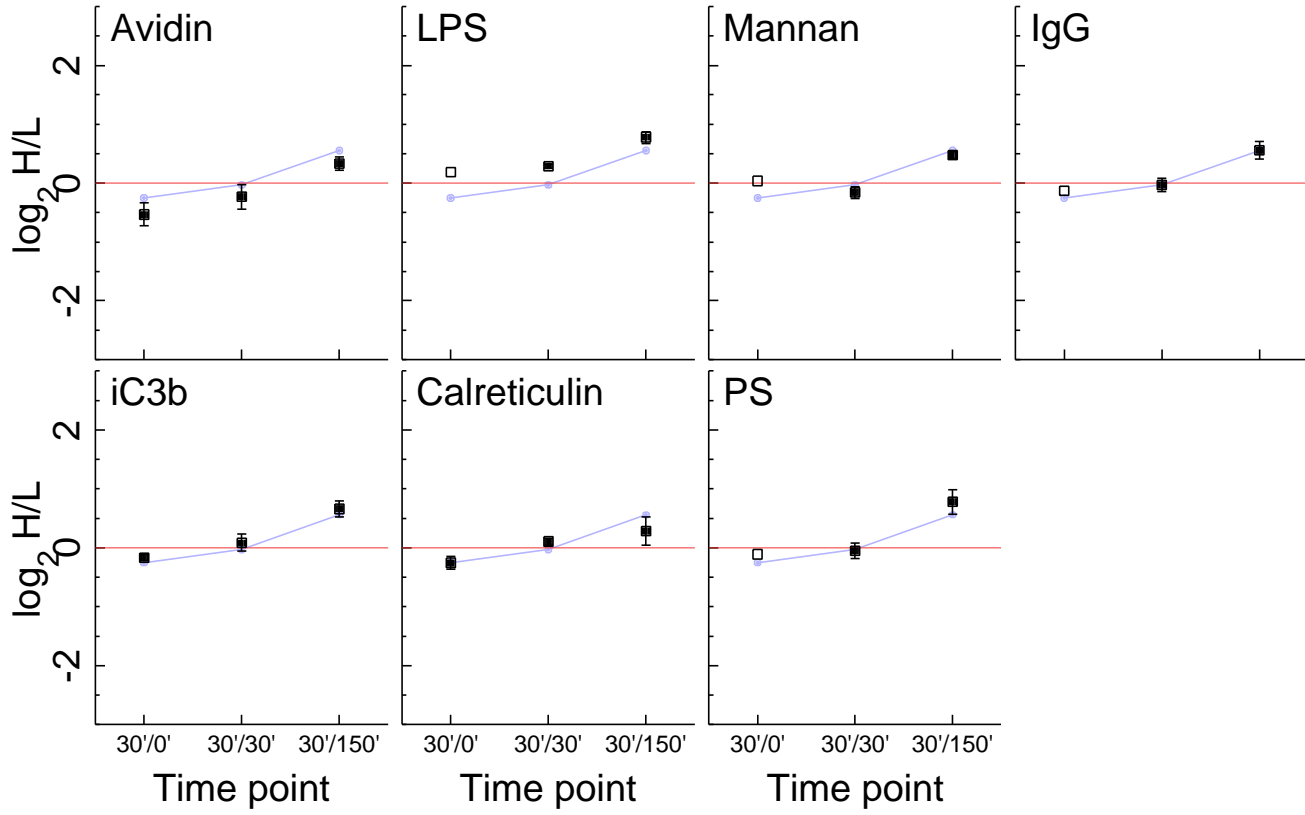 Avidin LPS Mannan IgG
2
0
-2
log2 H/L
iC3b Calreticulin PS
2
0
-2
log2 H/L
30'/0' 30'/30' 30'/150' 30'/0' 30'/30' 30'/150' 30'/0' 30'/30' 30'/150'
Time point Time point Time point